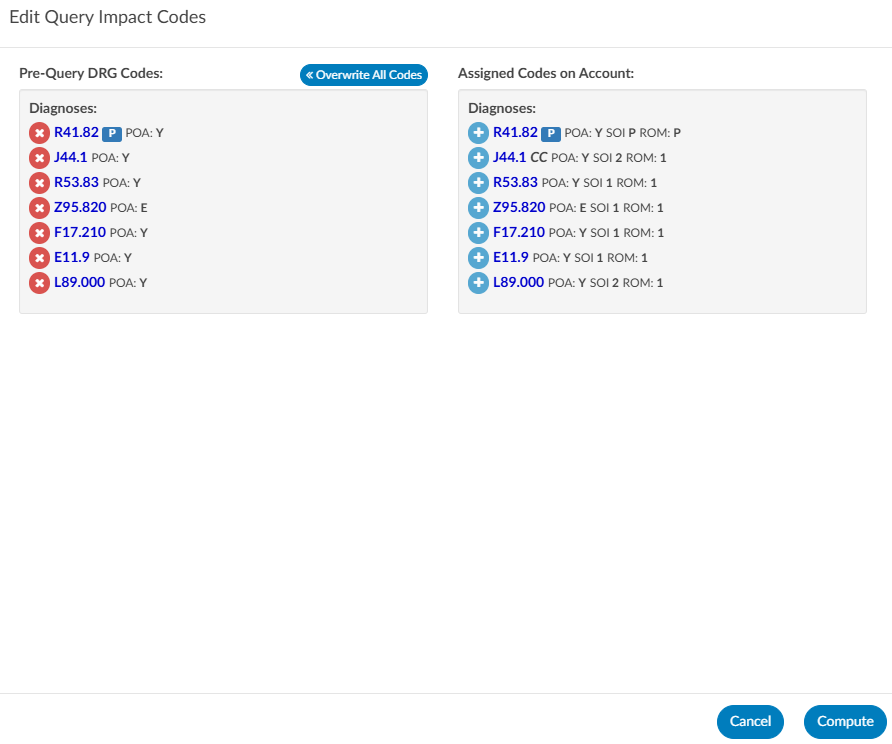 Edit Query Impact Codes
Pre-Query DRG Codes:
« Overwrite All Codes
Diagnoses:
R41.82 P POA: Y
J44.1 POA: Y
R53.83 POA: Y
Z95.820 POA: E
F17.210 POA: Y
E11.9 POA: Y
L89.000 POA: Y
Assigned Codes on Account:
Diagnoses:
R41.82 P POA: Y SOI P ROM: P
J44.1 CC POA: Y SOI 2 ROM: 1
R53.83 POA: Y SOI 1 ROM: 1
Z95.820 POA: E SOI 1 ROM: 1
F17.210 POA: Y SOI 1 ROM: 1
E11.9 POA: Y SOI 1 ROM: 1
L89.000 POA: Y SOI 2 ROM: 1
Cancel
Compute